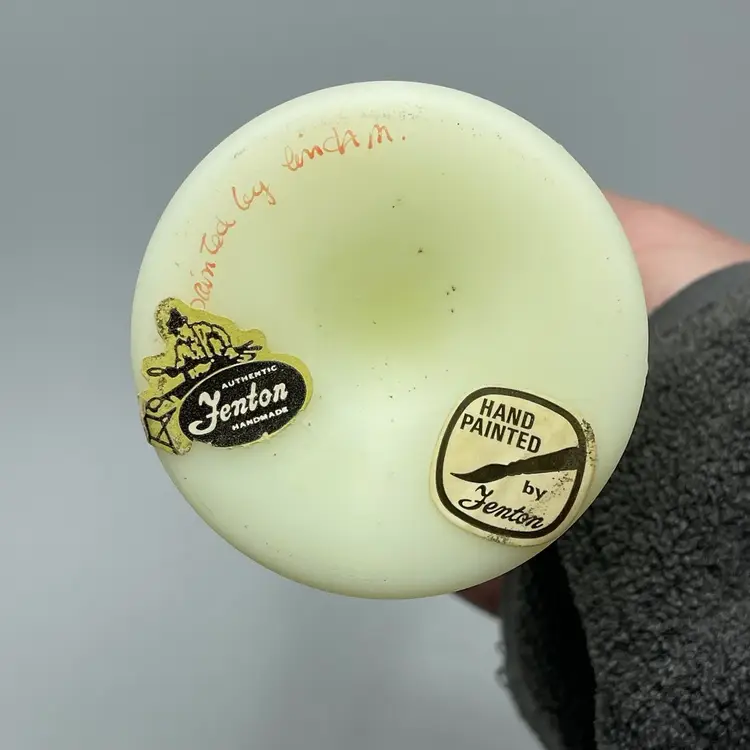 painted by Linda M.
AUTHENTIC
Fenton
HANDMADE
HAND
PAINTED
by
Fenton